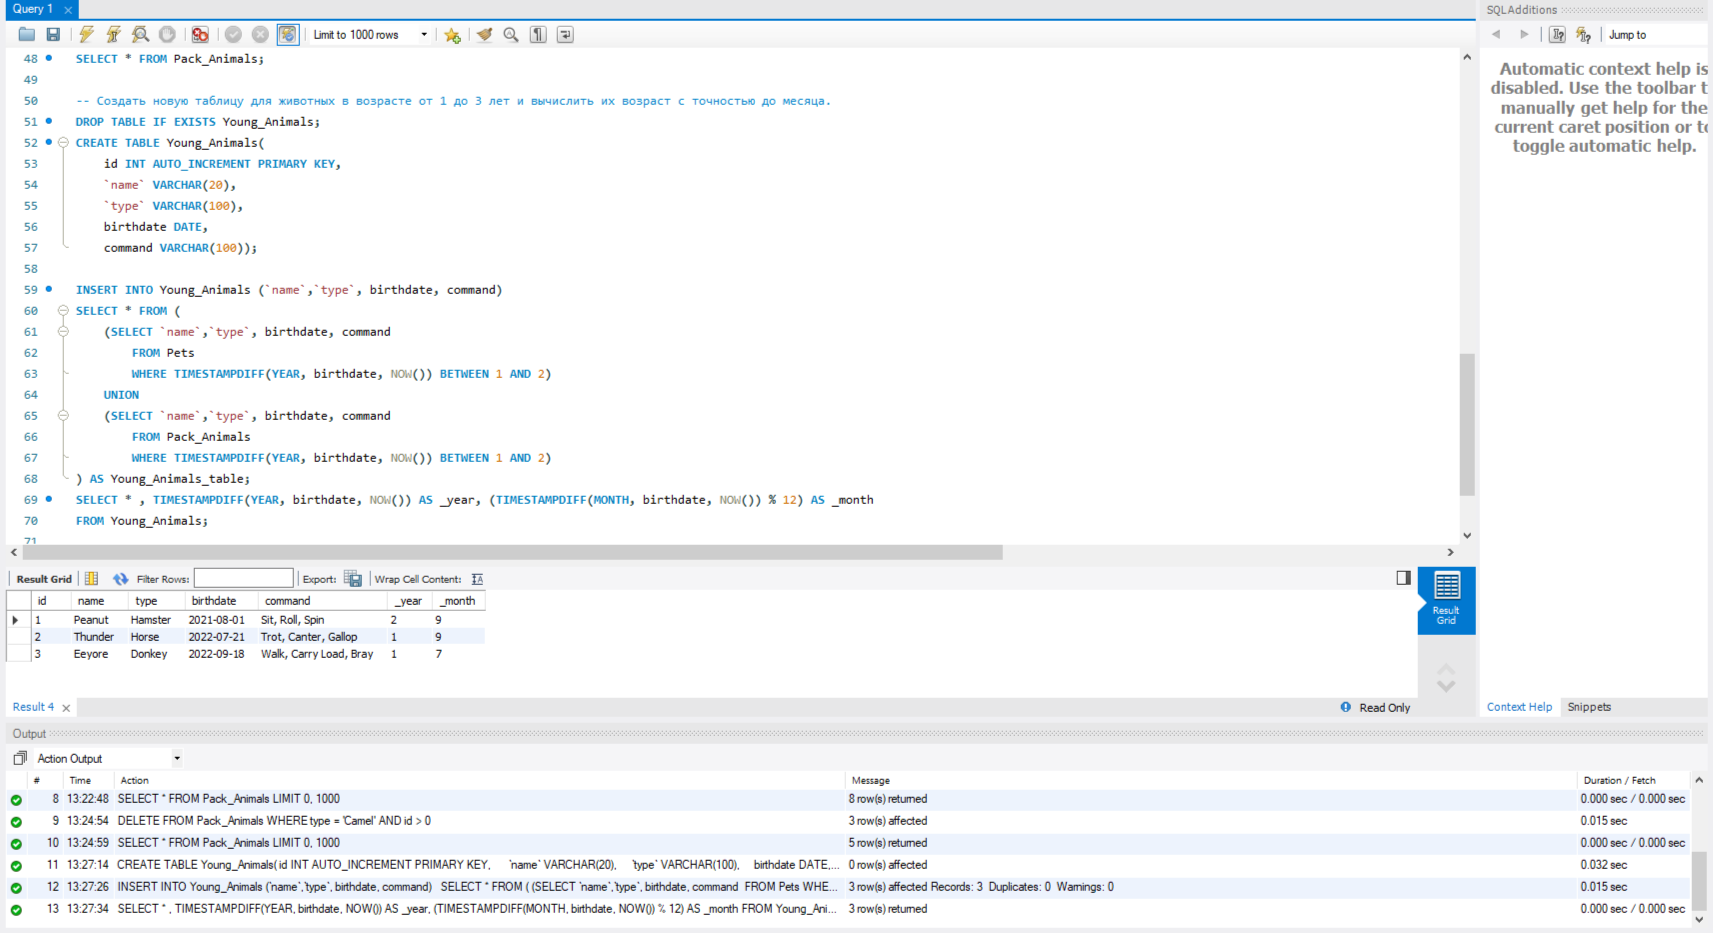 Query 1
SQLAdditions
Limit to 1000 rows
Jump to
48 SELECT * FROM Pack_Animals;
49
50 -- Создать новую таблицу для животных в возрасте от 1 до 3 лет и вычислить их возраст с точностью до месяца.
51 DROP TABLE IF EXISTS Young_Animals;
52 CREATE TABLE Young_Animals(
53 id INT AUTO_INCREMENT PRIMARY KEY,
54 `name` VARCHAR(20),
55 `type` VARCHAR(100),
56 birthdate DATE,
57 command VARCHAR(100));
58
59 INSERT INTO Young_Animals (`name`,`type`, birthdate, command)
60 SELECT * FROM (
61 (SELECT `name`,`type`, birthdate, command
62 FROM Pets
63 WHERE TIMESTAMPDIFF(YEAR, birthdate, NOW()) BETWEEN 1 AND 2)
64 UNION
65 (SELECT `name`,`type`, birthdate, command
66 FROM Pack_Animals
67 WHERE TIMESTAMPDIFF(YEAR, birthdate, NOW()) BETWEEN 1 AND 2)
68 ) AS Young_Animals_table;
69 SELECT * , TIMESTAMPDIFF(YEAR, birthdate, NOW()) AS _year, (TIMESTAMPDIFF(MONTH, birthdate, NOW()) % 12) AS _month
70 FROM Young_Animals;
71
Automatic context help is
disabled. Use the toolbar t
manually get help for the
current caret position or to
toggle automatic help.
Result Grid Filter Rows: Export: Wrap Cell Content:
id name type birthdate command _year _month
1 Peanut Hamster 2021-08-01 Sit, Roll, Spin 2 9
2 Thunder Horse 2022-07-21 Trot, Canter, Gallop 1 9
3 Eeyore Donkey 2022-09-18 Walk, Carry Load, Bray 1 7
Result
Grid
Result 4
Read Only
Context Help Snippets
Output
Action Output
# Time Action Message Duration / Fetch
8 13:22:48 SELECT * FROM Pack_Animals LIMIT 0, 1000 8 row(s) returned 0.000 sec / 0.000 sec
9 13:24:54 DELETE FROM Pack_Animals WHERE type = 'Camel' AND id > 0 3 row(s) affected 0.015 sec
10 13:24:59 SELECT * FROM Pack_Animals LIMIT 0, 1000 5 row(s) returned 0.000 sec / 0.000 sec
11 13:27:14 CREATE TABLE Young_Animals( id INT AUTO_INCREMENT PRIMARY KEY, `name` VARCHAR(20), `type` VARCHAR(100), birthdate DATE,... 0 row(s) affected 0.032 sec
12 13:27:26 INSERT INTO Young_Animals (`name`,`type`, birthdate, command) SELECT * FROM ( (SELECT `name`,`type`, birthdate, command FROM Pets WHE... 3 row(s) affected Records: 3 Duplicates: 0 Warnings: 0 0.015 sec
13 13:27:34 SELECT * , TIMESTAMPDIFF(YEAR, birthdate, NOW()) AS _year, (TIMESTAMPDIFF(MONTH, birthdate, NOW()) % 12) AS _month FROM Young_Ani... 3 row(s) returned 0.000 sec / 0.000 sec